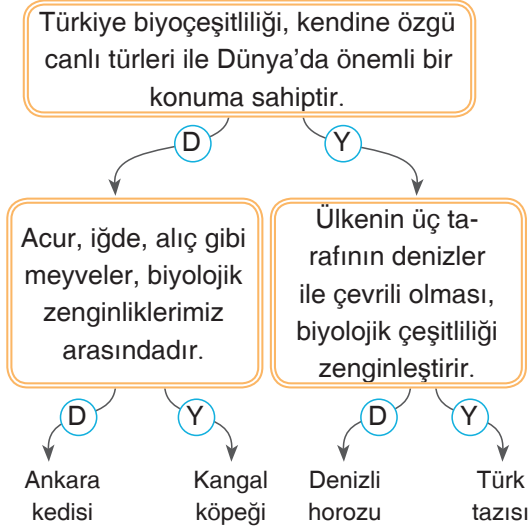 Türkiye biyoçeşitliliği, kendine özgü
canlı türleri ile Dünya’da önemli bir
konuma sahiptir.
D
Y
Acur, iğde, alıç gibi
meyveler, biyolojik
zenginliklerimiz
arasındadır.
Ülkenin üç ta-
rafının denizler
ile çevrili olması,
biyolojik çeşitliliği
zenginleştirir.
D
Y
D
Y
Ankara
kedisi
Kangal
köpeği
Denizli
horozu
Türk
tazısı